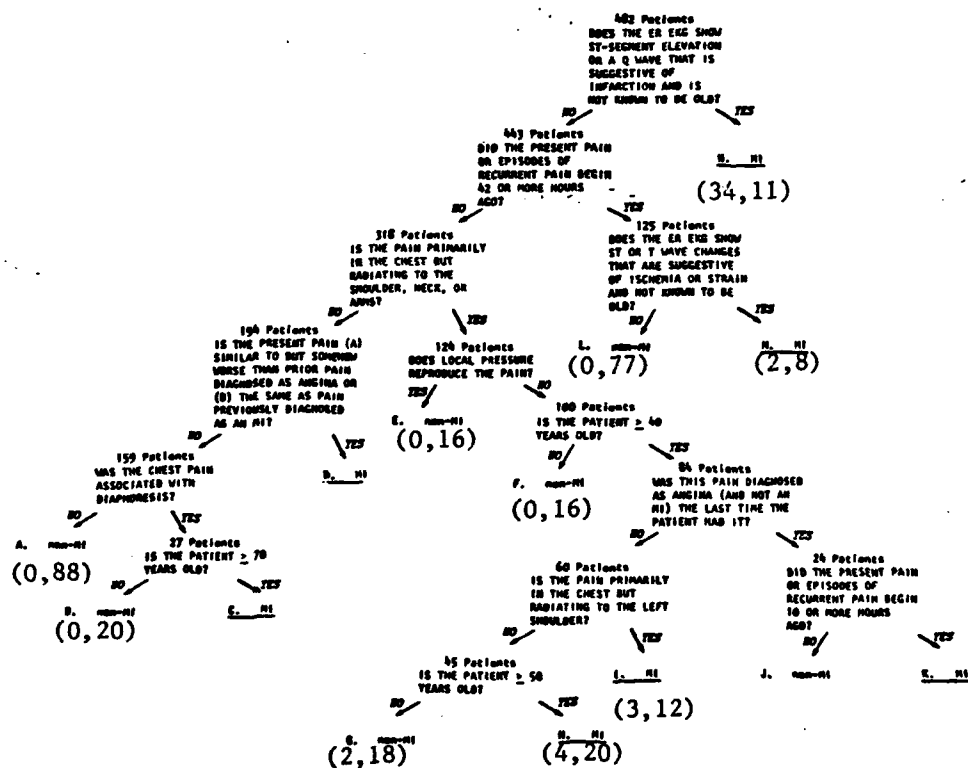 482 Patients
DOES THE ER EKG SHOW
ST-SEGMENT ELEVATION
OR A Q WAVE THAT IS
SUGGESTIVE OF
INFARCTION AND IS
NOT KNOWN TO BE OLD?
NO
YES
443 Patients
DID THE PRESENT PAIN
OR EPISODES OF
RECURRENT PAIN BEGIN
42 OR MORE HOURS
AGO?
MI
(34,11)
NO
YES
318 Patients
IS THE PAIN PRIMARILY
IN THE CHEST BUT
RADIATING TO THE
SHOULDER, NECK, OR
ARMS?
125 Patients
DOES THE ER EKG SHOW
ST OR T WAVE CHANGES
THAT ARE SUGGESTIVE
OF ISCHEMIA OR STRAIN
AND NOT KNOWN TO BE
OLD?
NO
YES
NO
YES
194 Patients
IS THE PRESENT PAIN (A)
SIMILAR TO BUT SOMEHOW
WORSE THAN PRIOR PAIN
DIAGNOSED AS ANGINA OR
(B) THE SAME AS PAIN
PREVIOUSLY DIAGNOSED
AS AN MI?
124 Patients
DOES LOCAL PRESSURE
REPRODUCE THE PAIN?
L. non-MI
(0,77)
MI
(2,8)
YES
NO
E. non-MI
(0,16)
100 Patients
IS THE PATIENT ≥ 40
YEARS OLD?
NO
YES
159 Patients
WAS THE CHEST PAIN
ASSOCIATED WITH
DIAPHORESIS?
D. MI
NO
YES
F. non-MI
(0,16)
84 Patients
WAS THIS PAIN DIAGNOSED
AS ANGINA (AND NOT AN
MI) THE LAST TIME THE
PATIENT HAD IT?
NO
YES
A. non-MI
(0,88)
27 Patients
IS THE PATIENT ≥ 70
YEARS OLD?
NO
YES
NO
YES
B. non-MI
(0,20)
C. MI
60 Patients
IS THE PAIN PRIMARILY
IN THE CHEST BUT
RADIATING TO THE LEFT
SHOULDER?
24 Patients
DID THE PRESENT PAIN
OR EPISODES OF
RECURRENT PAIN BEGIN
10 OR MORE HOURS
AGO?
NO
YES
NO
YES
45 Patients
IS THE PATIENT ≥ 50
YEARS OLD?
I. MI
(3,12)
J. non-MI
K. MI
NO
YES
G. non-MI
(2,18)
H. MI
(4,20)